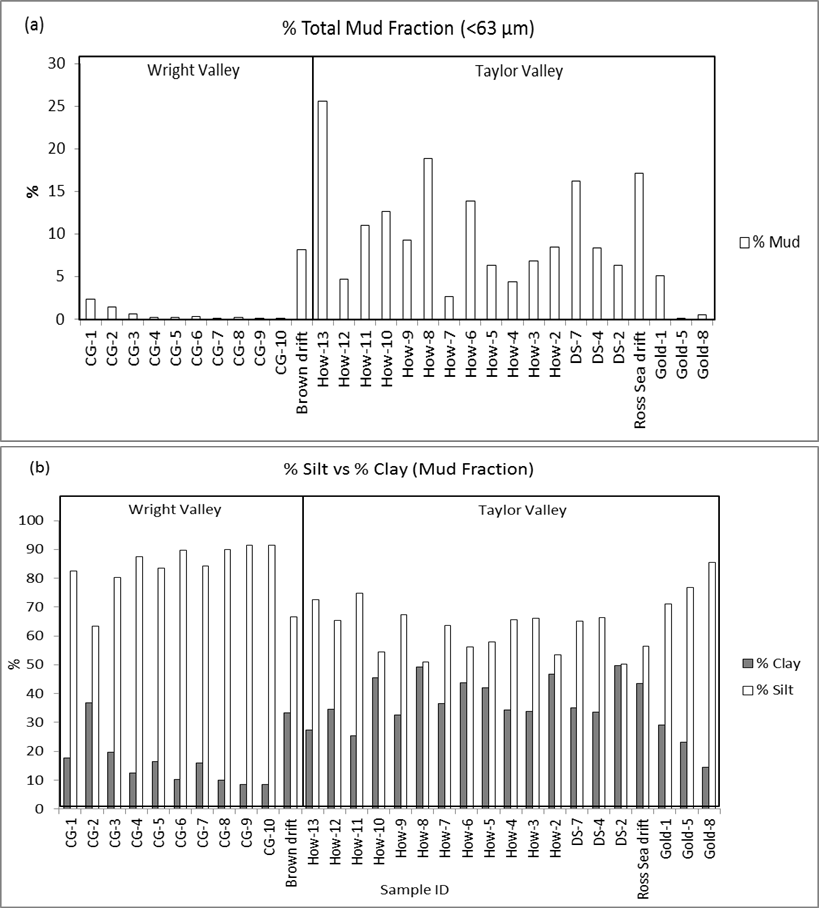 (a)
% Total Mud Fraction (<63 µm)
Wright Valley
Taylor Valley
30
25
20
15
10
5
0
%
% Mud
CG-1
CG-2
CG-3
CG-4
CG-5
CG-6
CG-7
CG-8
CG-9
CG-10
Brown drift
How-13
How-12
How-11
How-10
How-9
How-8
How-7
How-6
How-5
How-4
How-3
How-2
DS-7
DS-4
DS-2
Ross Sea drift
Gold-1
Gold-5
Gold-8
(b)
% Silt vs % Clay (Mud Fraction)
Wright Valley
Taylor Valley
100
90
80
70
60
50
40
30
20
10
0
%
% Clay
% Silt
CG-1
CG-2
CG-3
CG-4
CG-5
CG-6
CG-7
CG-8
CG-9
CG-10
Brown drift
How-13
How-12
How-11
How-10
How-9
How-8
How-7
How-6
How-5
How-4
How-3
How-2
DS-7
DS-4
DS-2
Ross Sea drift
Gold-1
Gold-5
Gold-8
Sample ID